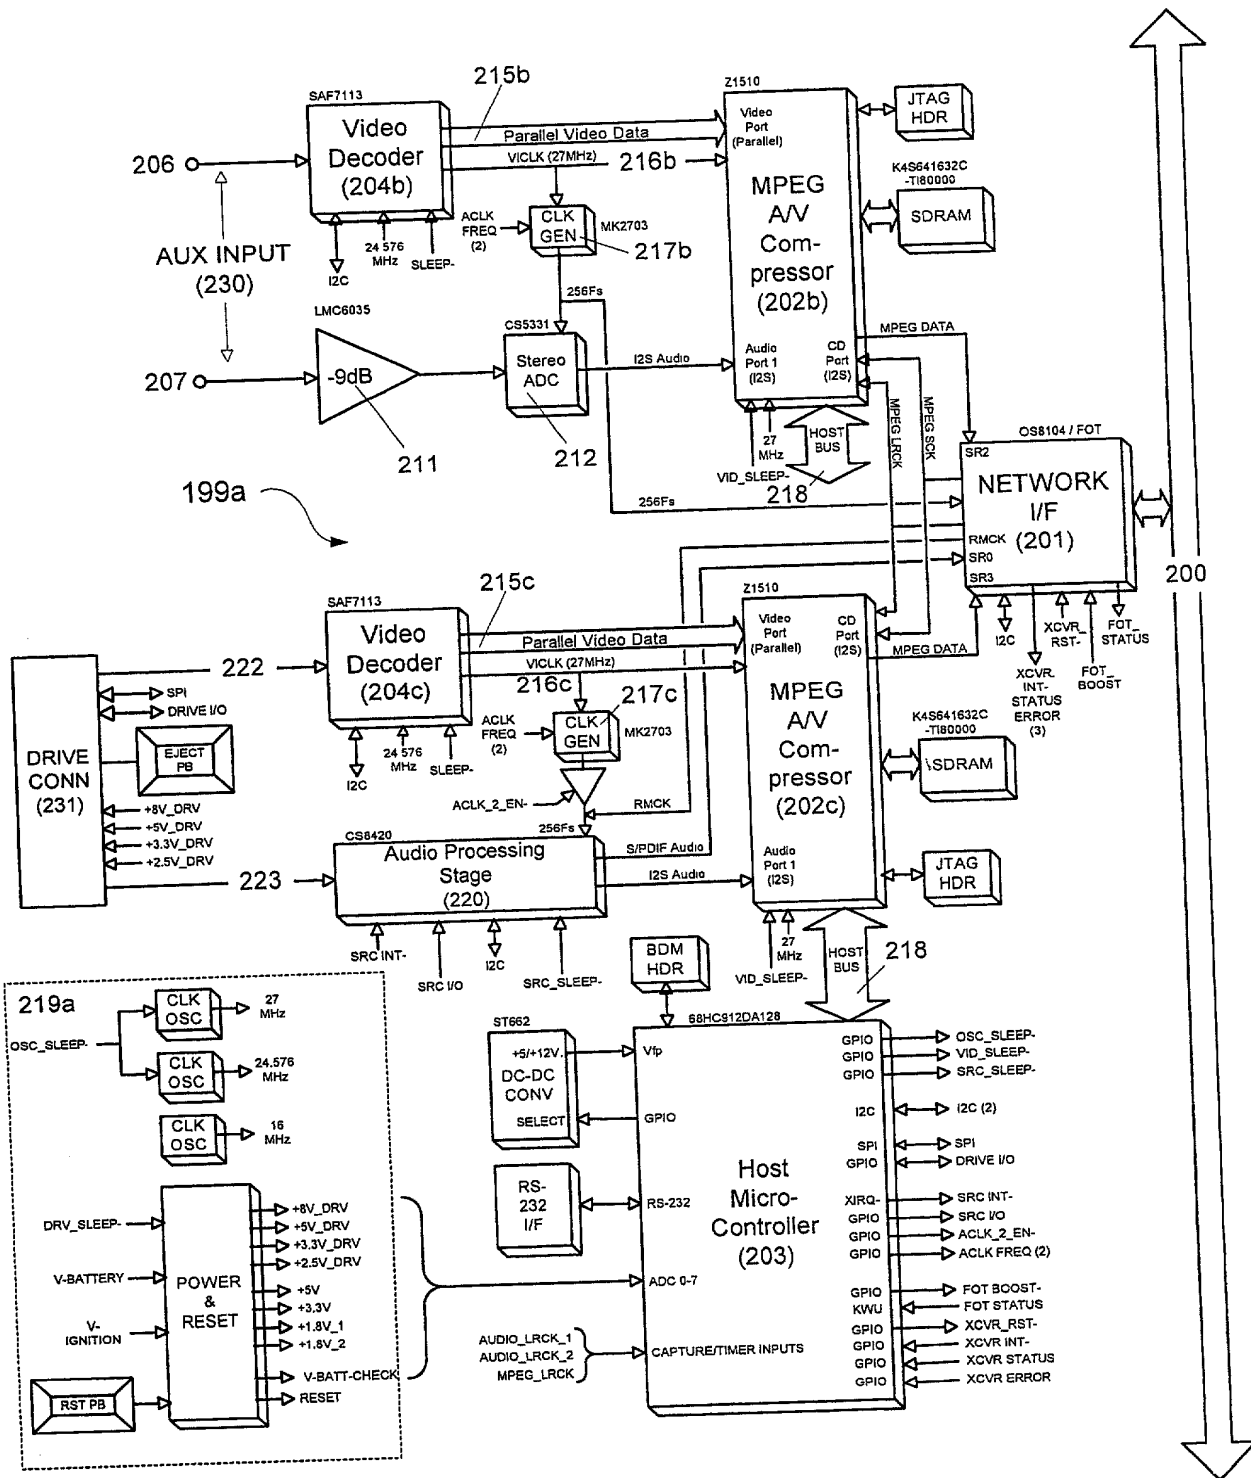 215b
SAF7113
Z1510
Video
Decoder
(204b)
Parallel Video Data
VICLK (27MHz)
216b
206
Video
Port
(Parallel)
JTAG
HDR
K4S641632C
-TI80000
SDRAM
MPEG
A/V
Com-
pressor
(202b)
ACLK
FREQ
(2)
CLK
GEN
MK2703
217b
AUX INPUT
(230)
I2C
24 576
MHz
SLEEP-
256Fs
LMC6035
CS5331
MPEG DATA
207
-9dB
Stereo
ADC
I2S Audio
Audio
Port 1
(I2S)
CD
Port
(I2S)
211
212
VID_SLEEP-
27
MHz
HOST
BUS
218
MPEG LRCK
MPEG SCK
OS8104 / FOT
SR2
NETWORK
I/F
(201)
RMCK
SR0
SR3
199a
256Fs
200
I2C
XCVR_
RST-
FOT_
STATUS
XCVR
INT-
STATUS
ERROR
(3)
FOT_
BOOST
SAF7113
215c
Z1510
Video
Decoder
(204c)
Parallel Video Data
VICLK (27MHz)
216c
Video
Port
(Parallel)
CD
Port
(I2S)
MPEG DATA
222
SPI
DRIVE I/O
217c
MPEG
A/V
Com-
pressor
(202c)
ACLK
FREQ
(2)
CLK
GEN
MK2703
K4S641632C
-TI80000
\SDRAM
DRIVE
CONN
(231)
EJECT
PB
I2C
24 576
MHz
SLEEP-
+8V_DRV
+5V_DRV
+3.3V_DRV
+2.5V_DRV
ACLK_2_EN-
RMCK
256Fs
CS8420
223
Audio Processing
Stage
(220)
S/PDIF Audio
I2S Audio
Audio
Port 1
(I2S)
JTAG
HDR
SRC INT-
SRC I/O
I2C
SRC_SLEEP-
BDM
HDR
VID_SLEEP-
27
MHz
HOST
BUS
218
219a
CLK
OSC
27
MHz
OSC_SLEEP-
CLK
OSC
24.576
MHz
CLK
OSC
16
MHz
ST662
+5/+12V.
DC-DC
CONV
SELECT
RS-
232
I/F
68HC912DA128
Vfp
GPIO
RS-232
ADC 0-7
CAPTURE/TIMER INPUTS
Host
Micro-
Controller
(203)
GPIO OSC_SLEEP-
GPIO VID_SLEEP-
GPIO SRC_SLEEP-
I2C I2C (2)
SPI SPI
GPIO DRIVE I/O
XIRQ- SRC INT-
GPIO SRC I/O
GPIO ACLK_2_EN-
GPIO ACLK FREQ (2)
GPIO FOT BOOST-
KWU FOT STATUS
GPIO XCVR_RST-
GPIO XCVR INT-
GPIO XCVR STATUS
GPIO XCVR ERROR
DRV_SLEEP-
V-BATTERY
V-
IGNITION
RST PB
POWER
&
RESET
+8V_DRV
+5V_DRV
+3.3V_DRV
+2.5V_DRV
+5V
+3.3V
+1.8V_1
+1.8V_2
V-BATT-CHECK
RESET
AUDIO_LRCK_1
AUDIO_LRCK_2
MPEG_LRCK